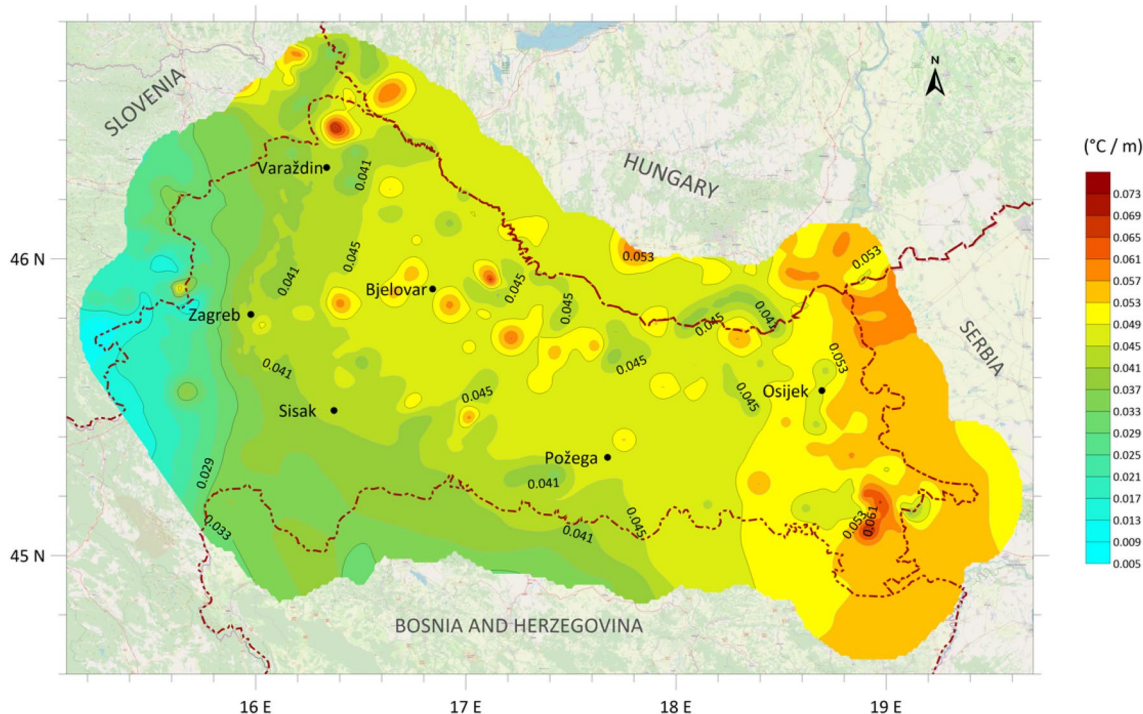 N
SLOVENIA
HUNGARY
(°C / m)
Varaždin
0.041
0.073
0.069
0.065
0.061
0.057
0.053
0.049
0.045
0.041
0.037
0.033
0.029
0.025
0.021
0.017
0.013
0.009
0.005
46 N
0.045
0.053
0.053
0.041
Bjelovar
0.045
0.045
Zagreb
0.045
0.041
SERBIA
0.041
0.045
0.053
0.045
Osijek
0.045
Sisak
Požega
0.029
0.041
0.053
0.061
0.033
0.045
0.041
45 N
BOSNIA AND HERZEGOVINA
16 E
17 E
18 E
19 E